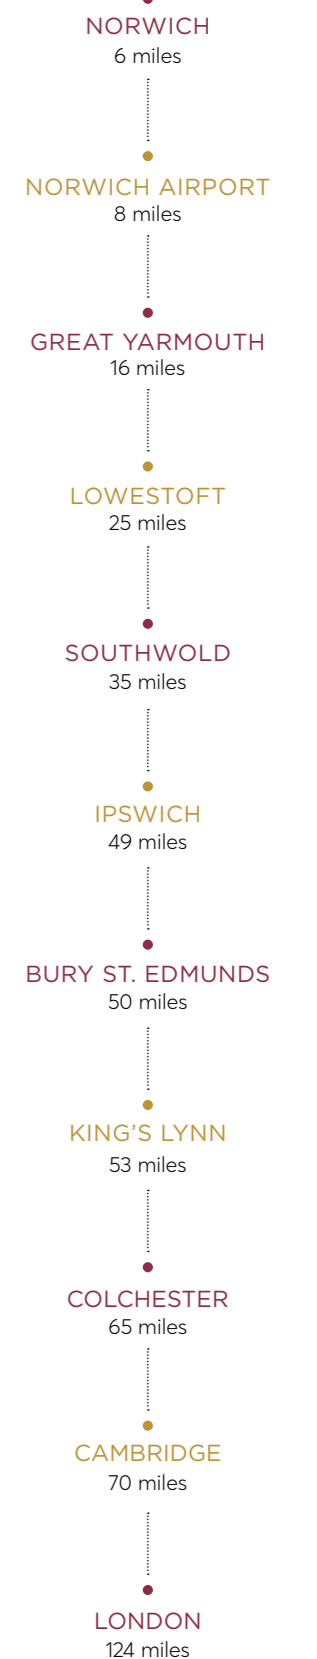 NORWICH
6 miles
NORWICH AIRPORT
8 miles
GREAT YARMOUTH
16 miles
LOWESTOFT
25 miles
SOUTHWOLD
35 miles
IPSWICH
49 miles
BURY ST. EDMUNDS
50 miles
KING’S LYNN
53 miles
COLCHESTER
65 miles
CAMBRIDGE
70 miles
LONDON
124 miles